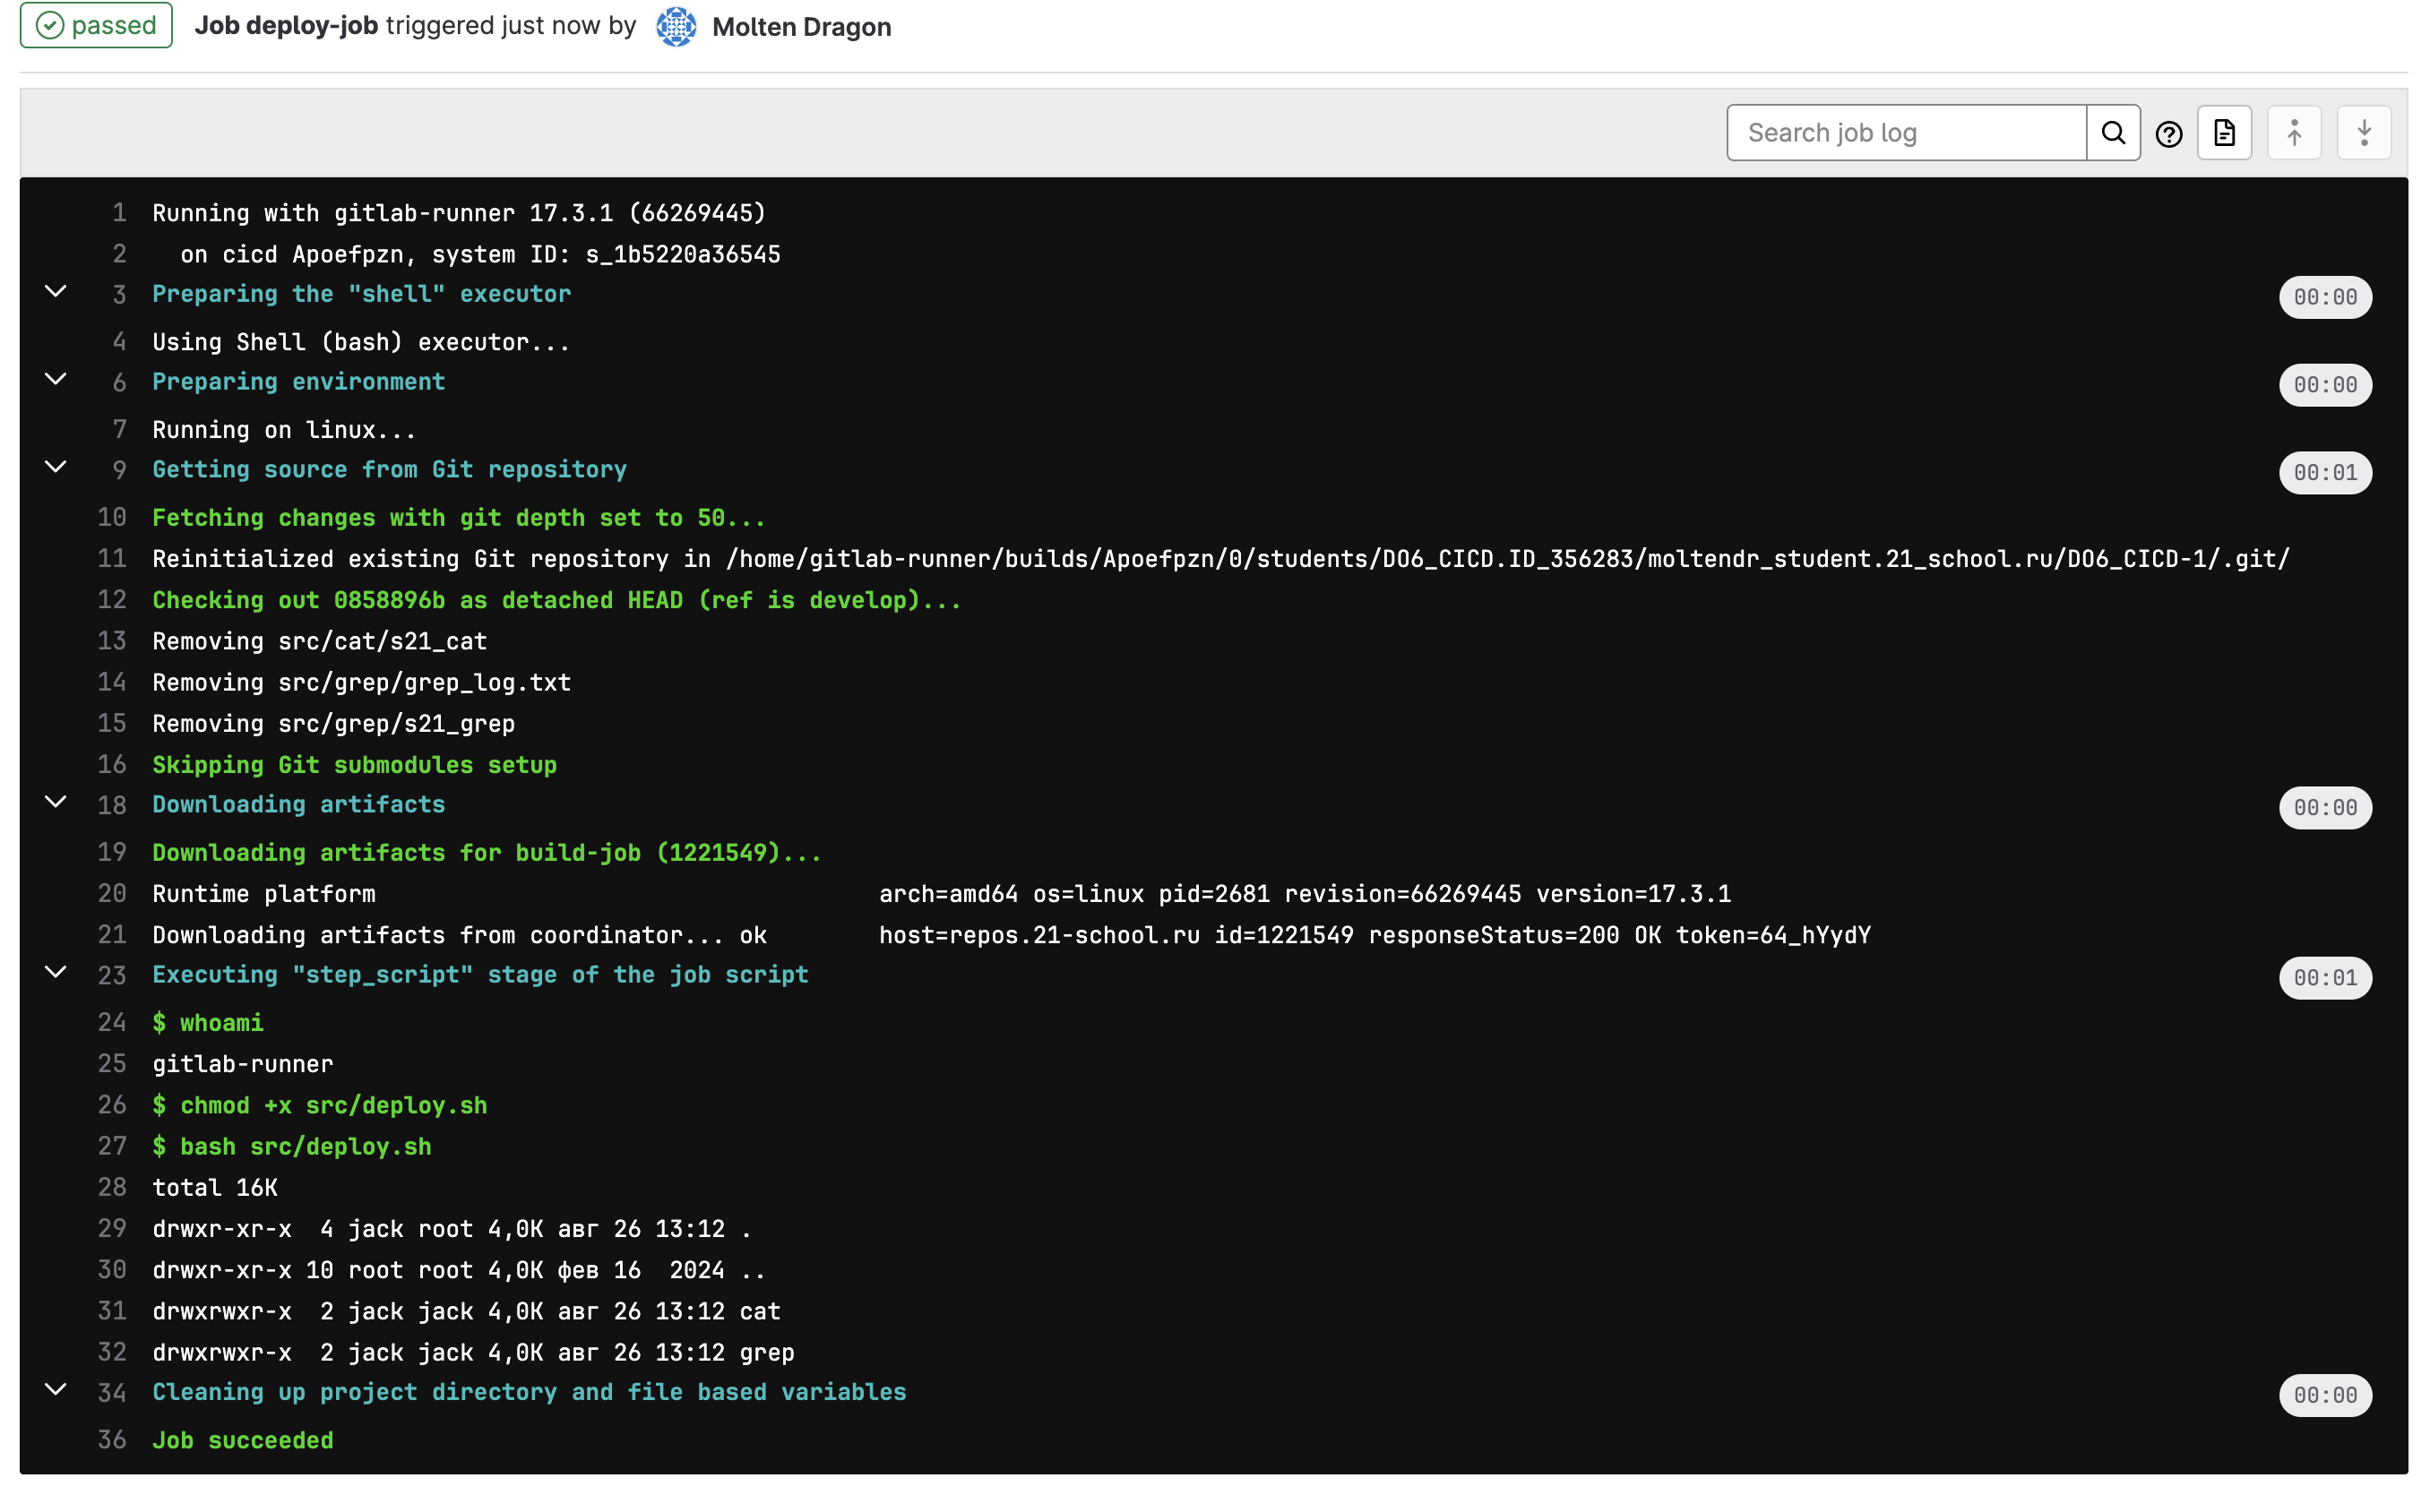 passed Job deploy-job triggered just now by Molten Dragon
Search job log
1 Running with gitlab-runner 17.3.1 (66269445)
2 on cicd Apoefpzn, system ID: s_1b5220a36545
3 Preparing the "shell" executor 00:00
4 Using Shell (bash) executor...
6 Preparing environment 00:00
7 Running on linux...
9 Getting source from Git repository 00:01
10 Fetching changes with git depth set to 50...
11 Reinitialized existing Git repository in /home/gitlab-runner/builds/Apoefpzn/0/students/DO6_CICD.ID_356283/moltendr_student.21_school.ru/DO6_CICD-1/.git/
12 Checking out 0858896b as detached HEAD (ref is develop)...
13 Removing src/cat/s21_cat
14 Removing src/grep/grep_log.txt
15 Removing src/grep/s21_grep
16 Skipping Git submodules setup
18 Downloading artifacts 00:00
19 Downloading artifacts for build-job (1221549)...
20 Runtime platform arch=amd64 os=linux pid=2681 revision=66269445 version=17.3.1
21 Downloading artifacts from coordinator... ok host=repos.21-school.ru id=1221549 responseStatus=200 OK token=64_hYydY
23 Executing "step_script" stage of the job script 00:01
24 $ whoami
25 gitlab-runner
26 $ chmod +x src/deploy.sh
27 $ bash src/deploy.sh
28 total 16K
29 drwxr-xr-x 4 jack root 4,0K авг 26 13:12 .
30 drwxr-xr-x 10 root root 4,0K фев 16 2024 ..
31 drwxrwxr-x 2 jack jack 4,0K авг 26 13:12 cat
32 drwxrwxr-x 2 jack jack 4,0K авг 26 13:12 grep
34 Cleaning up project directory and file based variables 00:00
36 Job succeeded